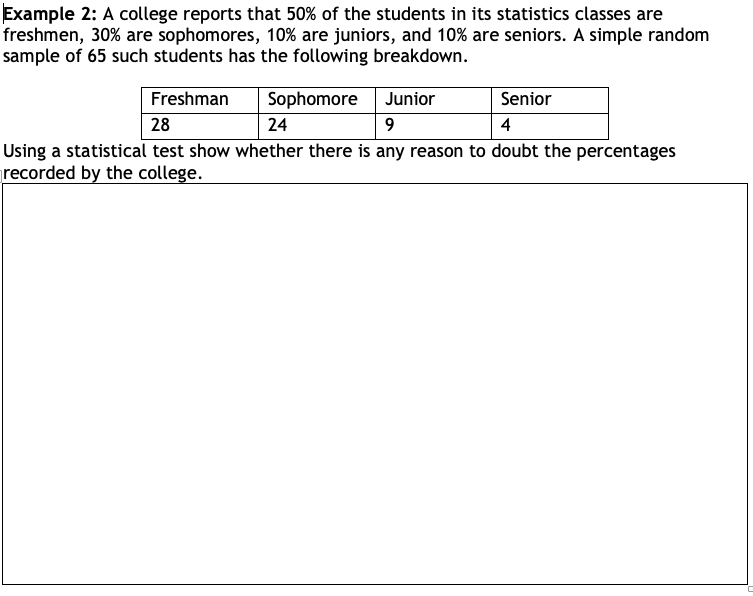 Example 2: A college reports that 50% of the students in its statistics classes are
freshmen, 30% are sophomores, 10% are juniors, and 10% are seniors. A simple random
sample of 65 such students has the following breakdown.
Freshman Sophomore Junior Senior
28 24 9 4
Using a statistical test show whether there is any reason to doubt the percentages
recorded by the college.